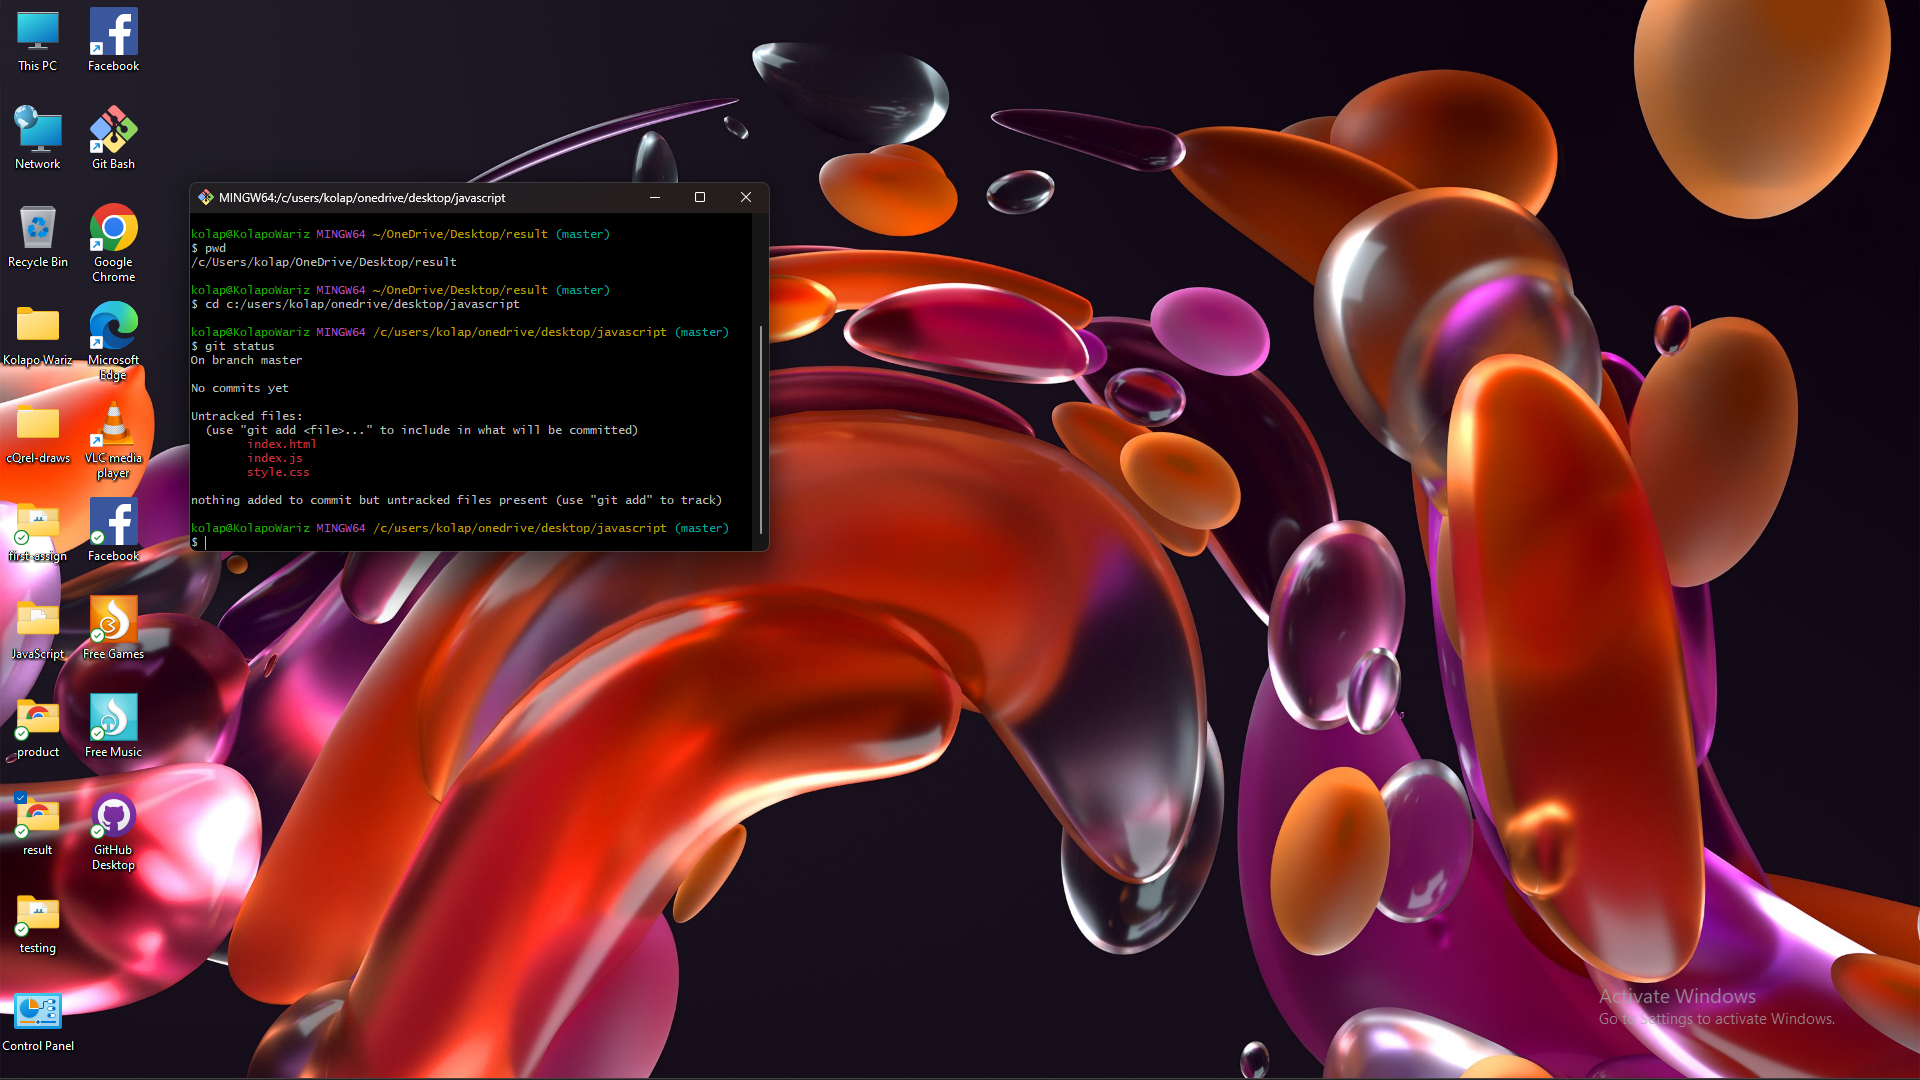 This PC
Facebook
Network
Git Bash
Recycle Bin
Google
Chrome
Kolapo Wariz
Microsoft
Edge
cQrel-draws
VLC media
player
first-assign
Facebook
JavaScript
Free Games
product
Free Music
result
GitHub
Desktop
testing
Control Panel
MINGW64:/c/users/kolap/onedrive/desktop/javascript
kolap@KolapoWariz MINGW64 ~/OneDrive/Desktop/result (master)
$ pwd
/c/Users/kolap/OneDrive/Desktop/result
kolap@KolapoWariz MINGW64 ~/OneDrive/Desktop/result (master)
$ cd c:/users/kolap/onedrive/desktop/javascript
kolap@KolapoWariz MINGW64 /c/users/kolap/onedrive/desktop/javascript (master)
$ git status
On branch master
No commits yet
Untracked files:
(use "git add <file>..." to include in what will be committed)
index.html
index.js
style.css
nothing added to commit but untracked files present (use "git add" to track)
kolap@KolapoWariz MINGW64 /c/users/kolap/onedrive/desktop/javascript (master)
$
Activate Windows
Go to Settings to activate Windows.